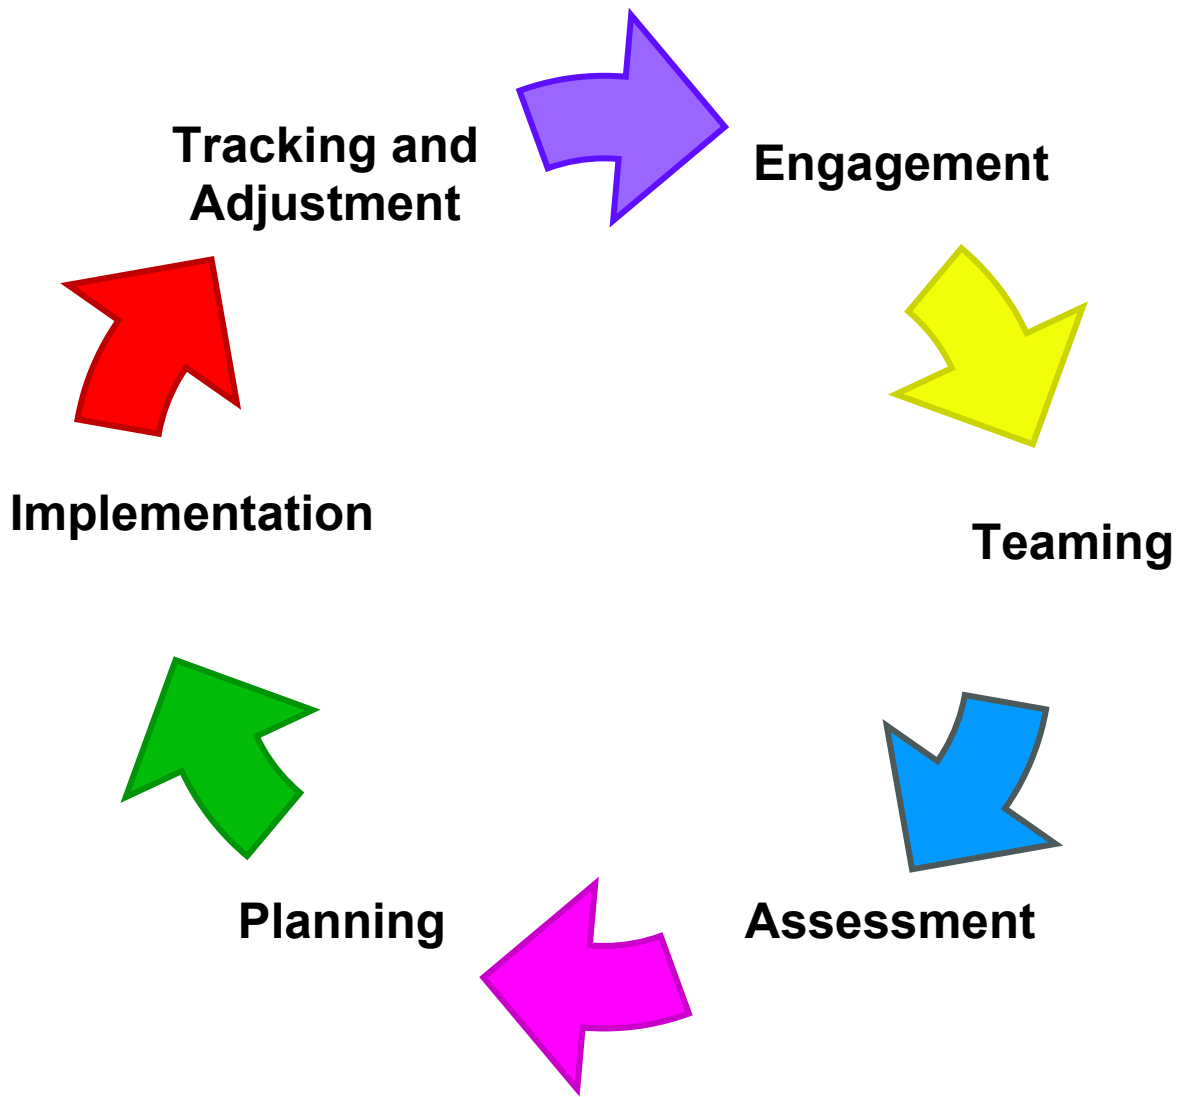 Tracking and
Adjustment
Engagement
Implementation
Teaming
Planning
Assessment